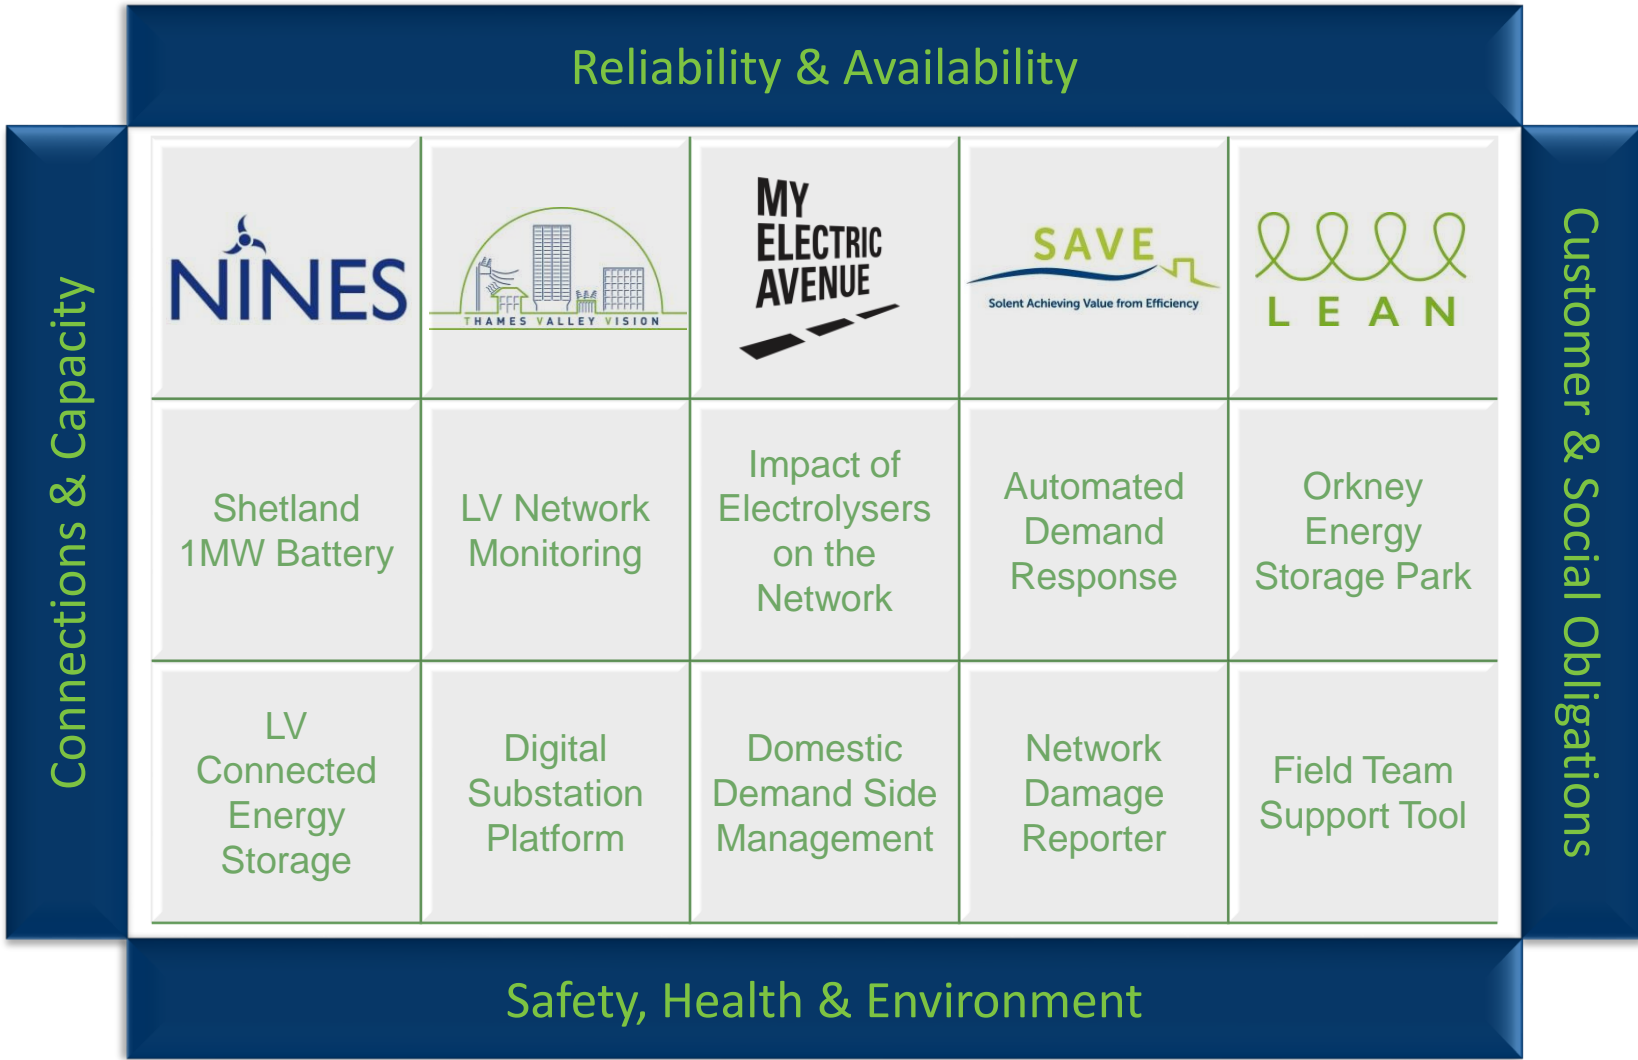 Reliability & Availability
Connections & Capacity
NINES
THAMES VALLEY VISION
MY
ELECTRIC
AVENUE
SAVE
Solent Achieving Value from Efficiency
LEAN
Customer & Social Obligations
Shetland
1MW Battery
LV Network
Monitoring
Impact of
Electrolysers
on the
Network
Automated
Demand
Response
Orkney
Energy
Storage Park
LV
Connected
Energy
Storage
Digital
Substation
Platform
Domestic
Demand Side
Management
Network
Damage
Reporter
Field Team
Support Tool
Safety, Health & Environment